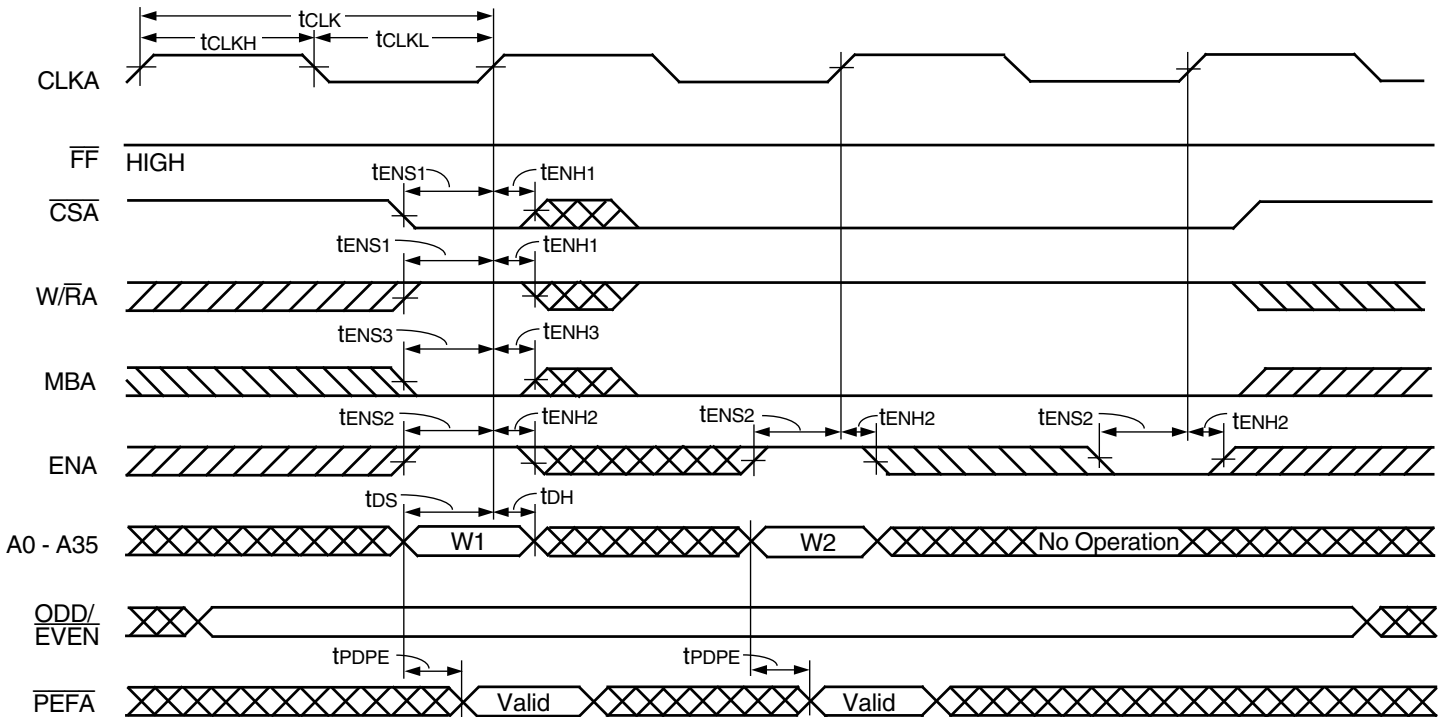 tCLK
tCLKH
tCLKL
CLKA
FF
HIGH
tENS1
tENH1
CSA
tENS1
tENH1
W/RA
tENS3
tENH3
MBA
tENS2
tENH2
tENS2
tENH2
tENS2
tENH2
ENA
tDS
tDH
A0 - A35
W1
W2
No Operation
ODD/
EVEN
tPDPE
tPDPE
PEFA
Valid
Valid